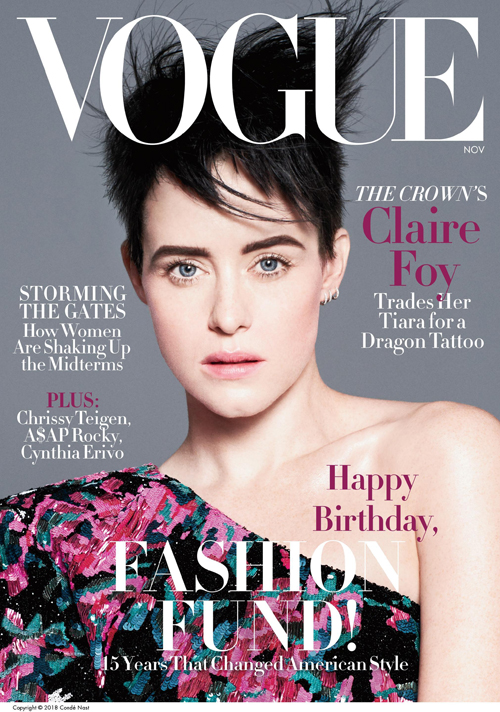 VOGUE
NOV
THE CROWN'S
Claire
Foy
Trades Her
Tiara for a
Dragon Tattoo
STORMING
THE GATES
How Women
Are Shaking Up
the Midterms
PLUS:
Chrissy Teigen,
A$AP Rocky,
Cynthia Erivo
Happy
Birthday,
FASHION
FUND!
15 Years That Changed American Style
Copyright © 2018 Condé Nast